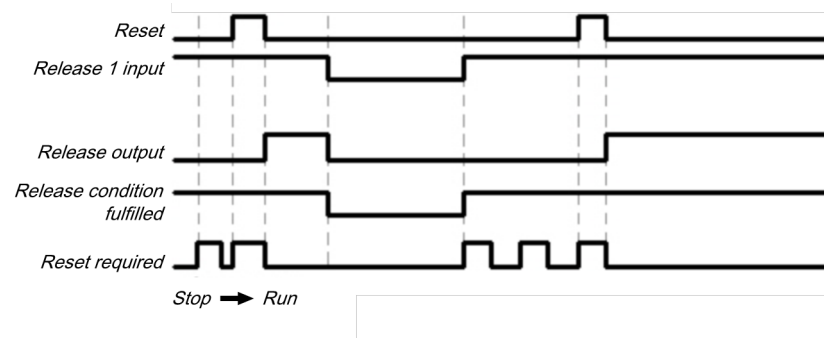 Reset
Release 1 input
Release output
Release condition
fulfilled
Reset required
Stop → Run